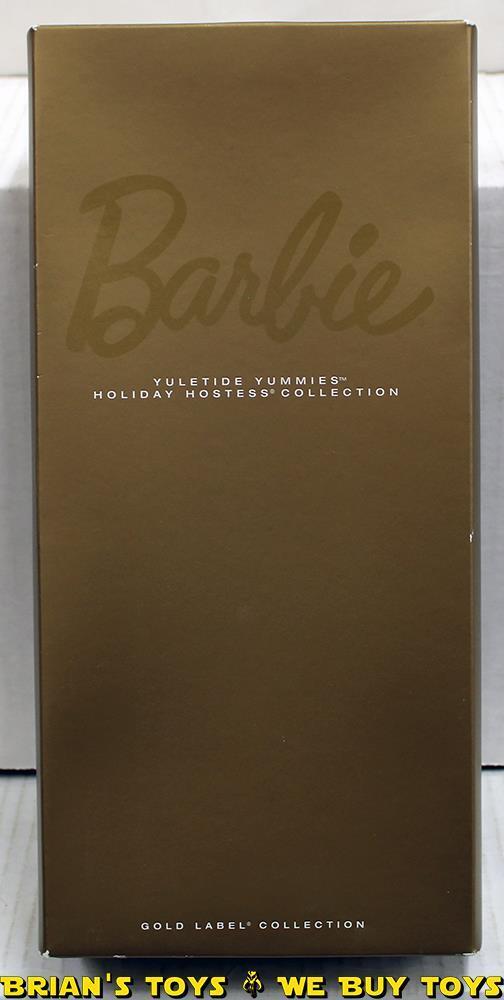 Barbie
YULETIDE YUMMIES™
HOLIDAY HOSTESS® COLLECTION
GOLD LABEL® COLLECTION
BRIAN'S TOYS WE BUY TOYS